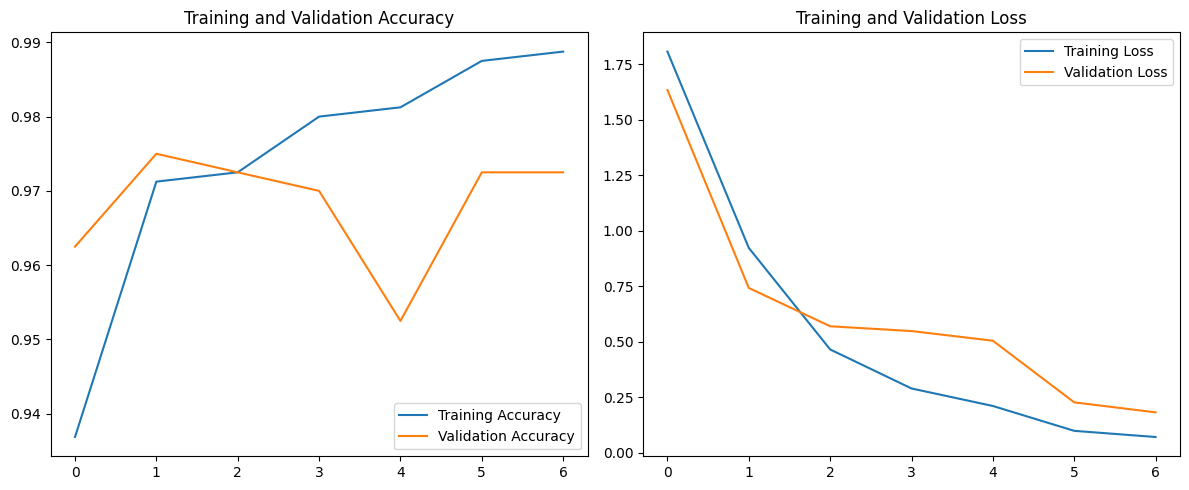 Training and Validation Accuracy
0.99
0.98
0.97
0.96
0.95
0.94
0 1 2 3 4 5 6
Training Accuracy
Validation Accuracy
Training and Validation Loss
1.75
1.50
1.25
1.00
0.75
0.50
0.25
0.00
0 1 2 3 4 5 6
Training Loss
Validation Loss